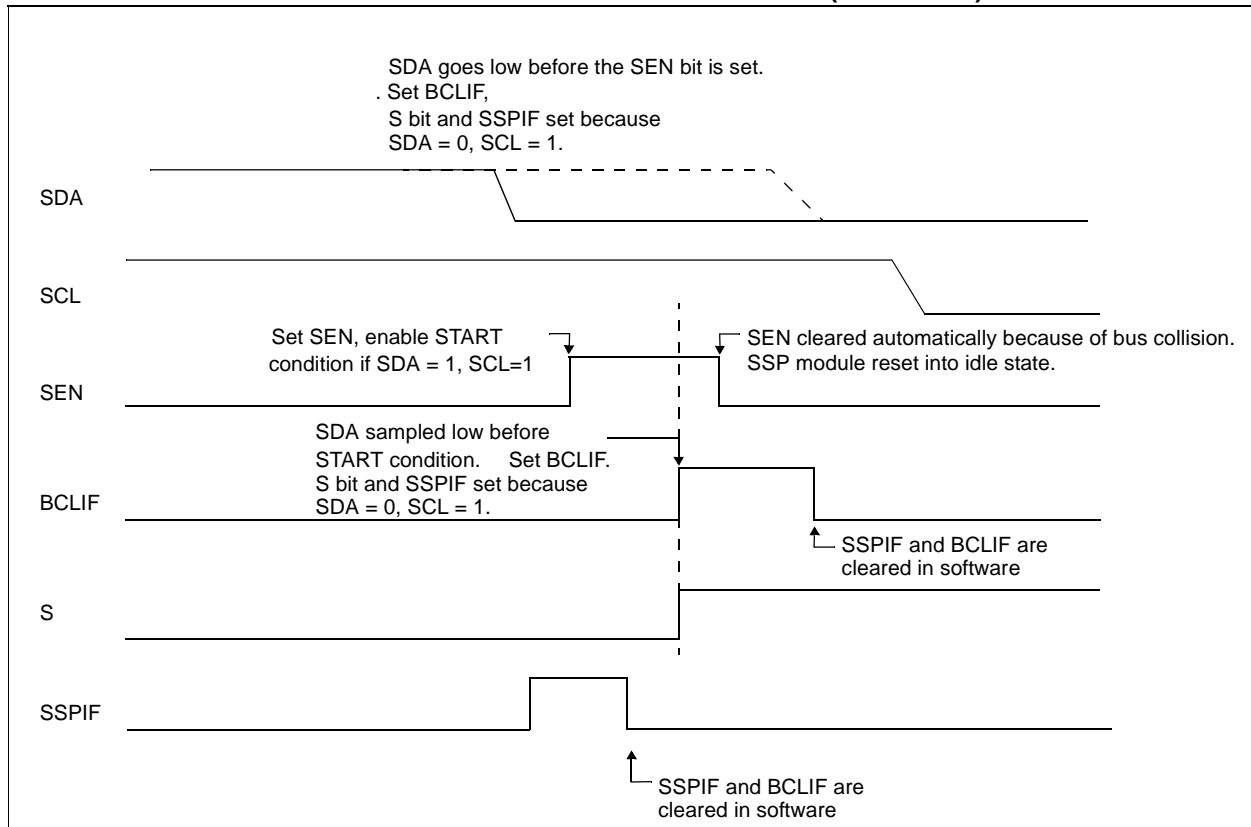 SDA goes low before the SEN bit is set.
. Set BCLIF,
S bit and SSPIF set because
SDA = 0, SCL = 1.
SDA
SCL
Set SEN, enable START
condition if SDA = 1, SCL=1
SEN cleared automatically because of bus collision.
SSP module reset into idle state.
SEN
SDA sampled low before
START condition. Set BCLIF.
S bit and SSPIF set because
SDA = 0, SCL = 1.
BCLIF
SSPIF and BCLIF are
cleared in software
S
SSPIF
SSPIF and BCLIF are
cleared in software